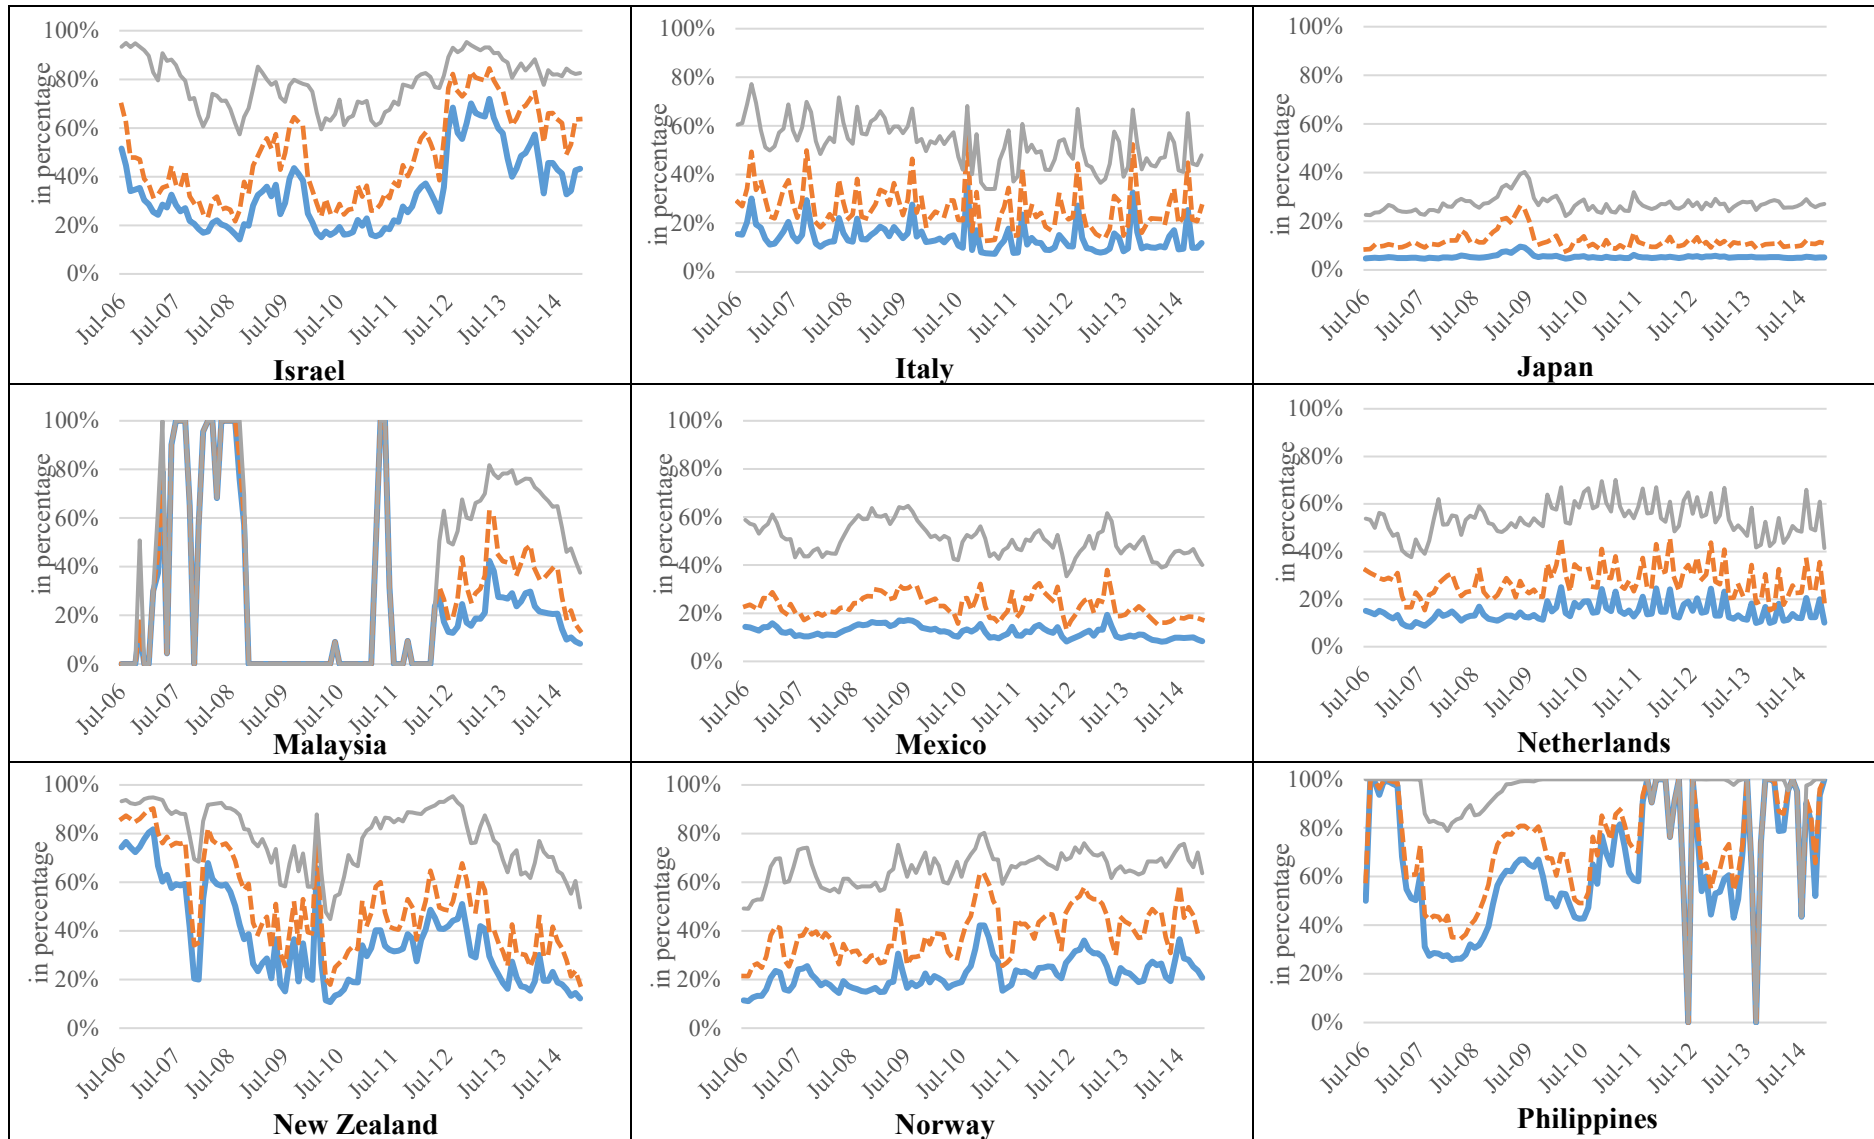 100%
80%
60%
40%
20%
0%
in percentage
Jul-06
Jul-07
Jul-08
Jul-09
Jul-10
Jul-11
Jul-12
Jul-13
Jul-14
Israel
100%
80%
60%
40%
20%
0%
in percentage
Jul-06
Jul-07
Jul-08
Jul-09
Jul-10
Jul-11
Jul-12
Jul-13
Jul-14
Italy
100%
80%
60%
40%
20%
0%
in percentage
Jul-06
Jul-07
Jul-08
Jul-09
Jul-10
Jul-11
Jul-12
Jul-13
Jul-14
Japan
100%
80%
60%
40%
20%
0%
in percentage
Jul-06
Jul-07
Jul-08
Jul-09
Jul-10
Jul-11
Jul-12
Jul-13
Jul-14
Malaysia
100%
80%
60%
40%
20%
0%
in percentage
Jul-06
Jul-07
Jul-08
Jul-09
Jul-10
Jul-11
Jul-12
Jul-13
Jul-14
Mexico
100%
80%
60%
40%
20%
0%
in percentage
Jul-06
Jul-07
Jul-08
Jul-09
Jul-10
Jul-11
Jul-12
Jul-13
Jul-14
Netherlands
100%
80%
60%
40%
20%
0%
in percentage
Jul-06
Jul-07
Jul-08
Jul-09
Jul-10
Jul-11
Jul-12
Jul-13
Jul-14
New Zealand
100%
80%
60%
40%
20%
0%
in percentage
Jul-06
Jul-07
Jul-08
Jul-09
Jul-10
Jul-11
Jul-12
Jul-13
Jul-14
Norway
100%
80%
60%
40%
20%
0%
in percentage
Jul-06
Jul-07
Jul-08
Jul-09
Jul-10
Jul-11
Jul-12
Jul-13
Jul-14
Philippines